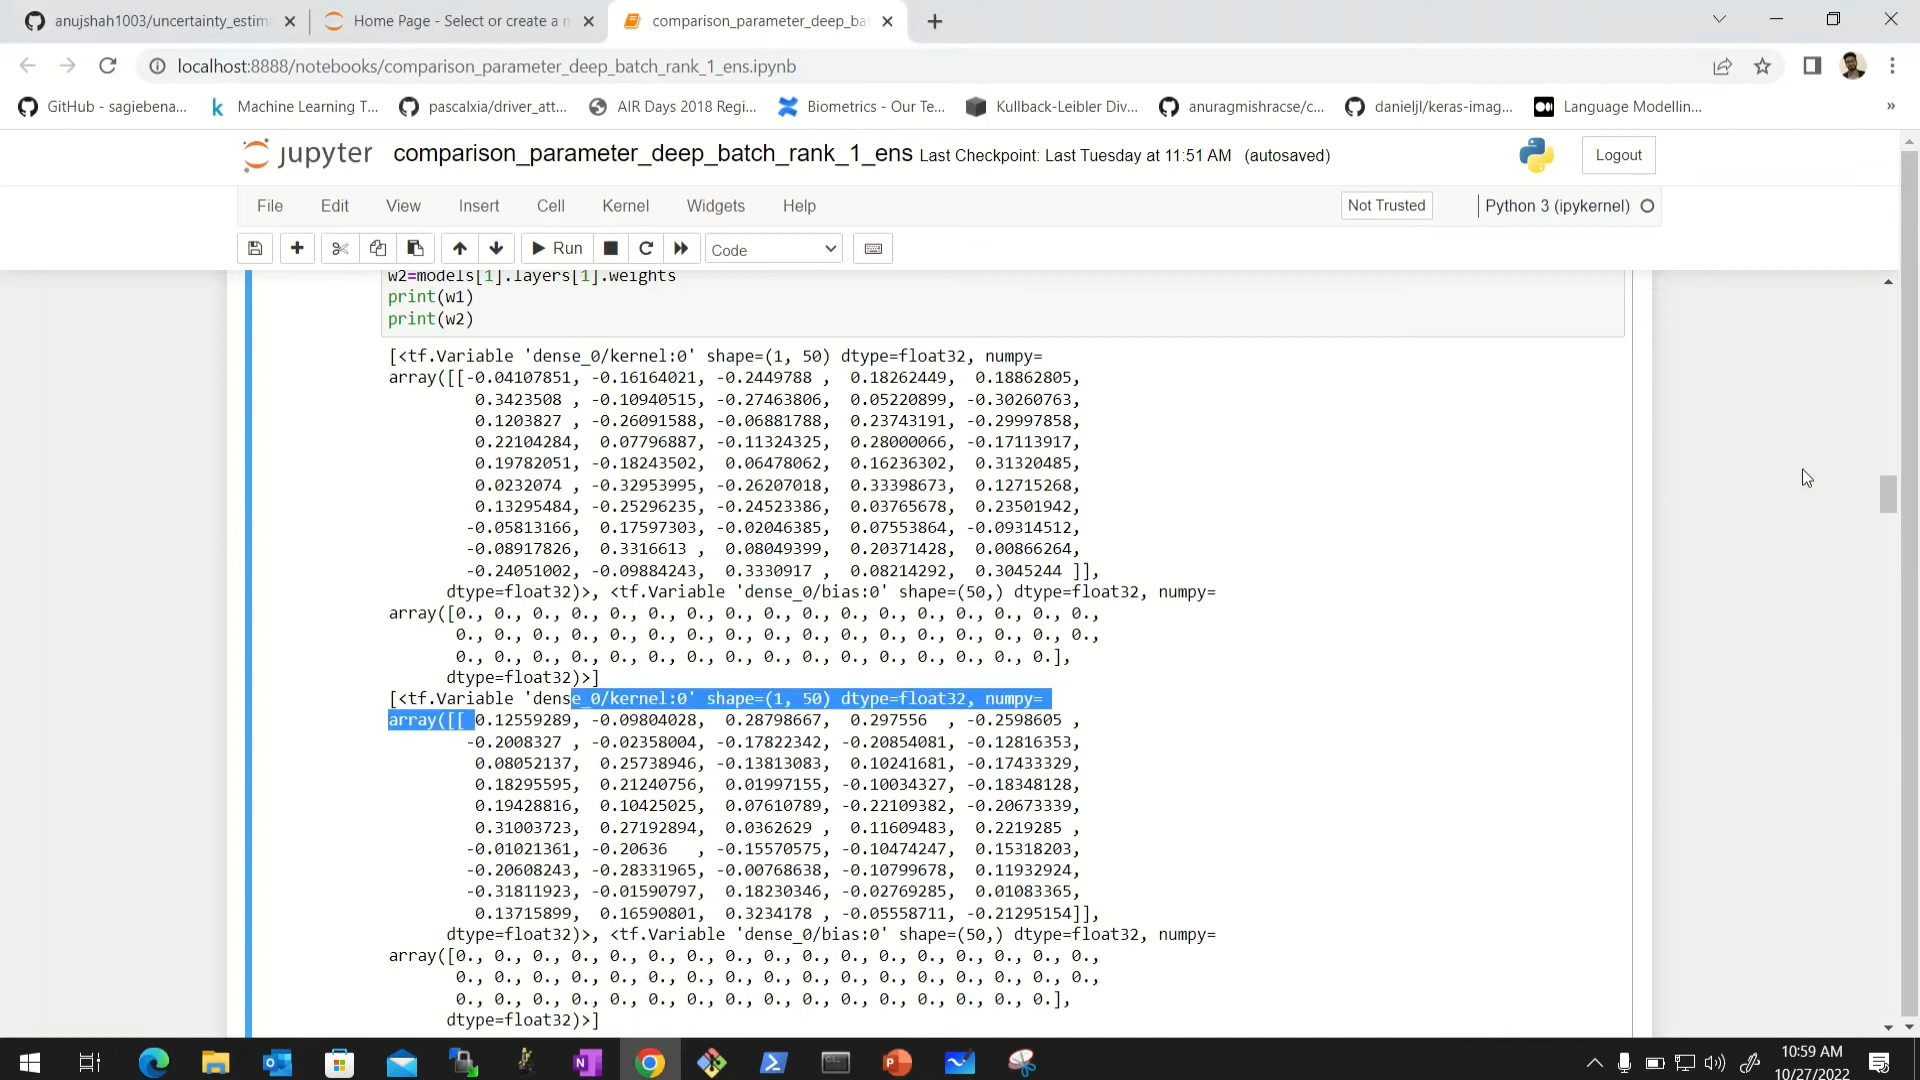 anujshah1003/uncertainty_estim
Home Page - Select or create a n
comparison_parameter_deep_ba
localhost:8888/notebooks/comparison_parameter_deep_batch_rank_1_ens.ipynb
GitHub - sagiebena...
Machine Learning T...
pascalxia/driver_att...
AIR Days 2018 Regi...
Biometrics - Our Te...
Kullback-Leibler Div...
anuragmishracse/c...
danieljl/keras-imag...
Language Modellin...
»
jupyter comparison_parameter_deep_batch_rank_1_ens Last Checkpoint: Last Tuesday at 11:51 AM (autosaved)
Logout
File Edit View Insert Cell Kernel Widgets Help
Not Trusted
Python 3 (ipykernel)
Run
Code
w2=models[1].layers[1].weights
print(w1)
print(w2)
[<tf.Variable 'dense_0/kernel:0' shape=(1, 50) dtype=float32, numpy=
array([[-0.04107851, -0.16164021, -0.2449788 , 0.18262449, 0.18862805,
0.3423508 , -0.10940515, -0.27463806, 0.05220899, -0.30260763,
0.1203827 , -0.26091588, -0.06881788, 0.23743191, -0.29997858,
0.22104284, 0.07796887, -0.11324325, 0.28000066, -0.17113917,
0.19782051, -0.18243502, 0.06478062, 0.16236302, 0.31320485,
0.0232074 , -0.32953995, -0.26207018, 0.33398673, 0.12715268,
0.13295484, -0.25296235, -0.24523386, 0.03765678, 0.23501942,
-0.05813166, 0.17597303, -0.02046385, 0.07553864, -0.09314512,
-0.08917826, 0.3316613 , 0.08049399, 0.20371428, 0.00866264,
-0.24051002, -0.09884243, 0.3330917 , 0.08214292, 0.3045244 ]],
dtype=float32)>, <tf.Variable 'dense_0/bias:0' shape=(50,) dtype=float32, numpy=
array([0., 0., 0., 0., 0., 0., 0., 0., 0., 0., 0., 0., 0., 0., 0., 0., 0.,
0., 0., 0., 0., 0., 0., 0., 0., 0., 0., 0., 0., 0., 0., 0., 0., 0.,
0., 0., 0., 0., 0., 0., 0., 0., 0., 0., 0., 0., 0., 0., 0., 0.],
dtype=float32)>]
[<tf.Variable 'dense_0/kernel:0' shape=(1, 50) dtype=float32, numpy=
array([[ 0.12559289, -0.09804028, 0.28798667, 0.297556 , -0.2598605 ,
-0.2008327 , -0.02358004, -0.17822342, -0.20854081, -0.12816353,
0.08052137, 0.25738946, -0.13813083, 0.10241681, -0.17433329,
0.18295595, 0.21240756, 0.01997155, -0.10034327, -0.18348128,
0.19428816, 0.10425025, 0.07610789, -0.22109382, -0.20673339,
0.31003723, 0.27192894, 0.0362629 , 0.11609483, 0.2219285 ,
-0.01021361, -0.20636 , -0.15570575, -0.10474247, 0.15318203,
-0.20608243, -0.28331965, -0.00768638, -0.10799678, 0.11932924,
-0.31811923, -0.01590797, 0.18230346, -0.02769285, 0.01083365,
0.13715899, 0.16590801, 0.3234178 , -0.05558711, -0.21295154]],
dtype=float32)>, <tf.Variable 'dense_0/bias:0' shape=(50,) dtype=float32, numpy=
array([0., 0., 0., 0., 0., 0., 0., 0., 0., 0., 0., 0., 0., 0., 0., 0., 0.,
0., 0., 0., 0., 0., 0., 0., 0., 0., 0., 0., 0., 0., 0., 0., 0., 0.,
0., 0., 0., 0., 0., 0., 0., 0., 0., 0., 0., 0., 0., 0., 0., 0.],
dtype=float32)>]
10:59 AM
10/27/2022